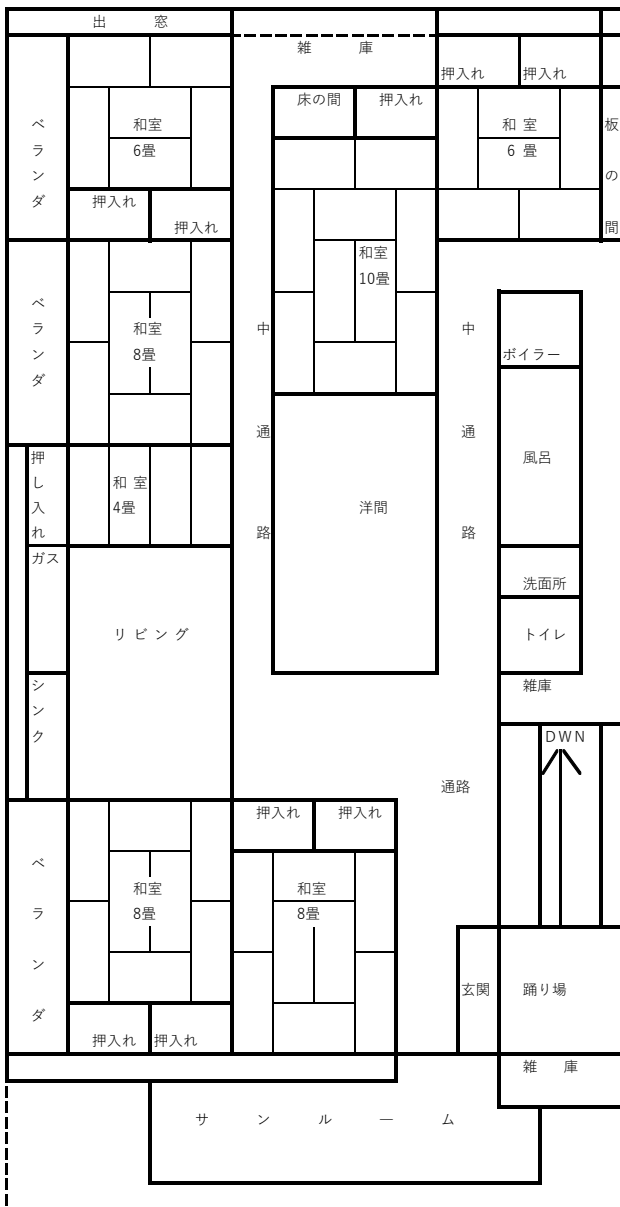 出 窓
雑 庫
押入れ 押入れ
床の間 押入れ
ベランダ
和室
6畳
和 室
6 畳
板の間
押入れ
押入れ
和室
10畳
ベランダ
和室
8畳
中通路
中通路
ボイラー
押し入れ
和 室
4畳
洋間
風呂
ガス
洗面所
リ ビ ン グ
トイレ
シンク
雑庫
DWN
通路
押入れ 押入れ
ベランダ
和室
8畳
和室
8畳
玄関
踊り場
押入れ 押入れ
雑 庫
サ ン ル ー ム